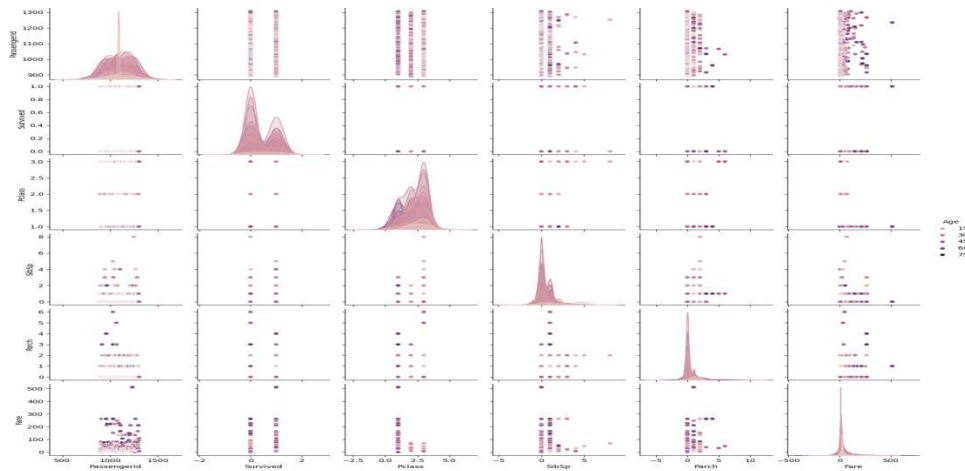 PassengerId
1300
1200
1100
1000
900
Survived
1.0
0.8
0.6
0.4
0.2
0.0
Pclass
3.0
2.5
2.0
1.5
1.0
SibSp
8
6
4
2
0
Parch
6
5
4
3
2
1
0
Fare
500
400
300
200
100
0
500 1000 1500
PassengerId
−2 0 2
Survived
−2.5 0.0 2.5 5.0
Pclass
−5 0 5
SibSp
−5 0 5
Parch
−500 0 500
Fare
Age
15
30
45
60
75